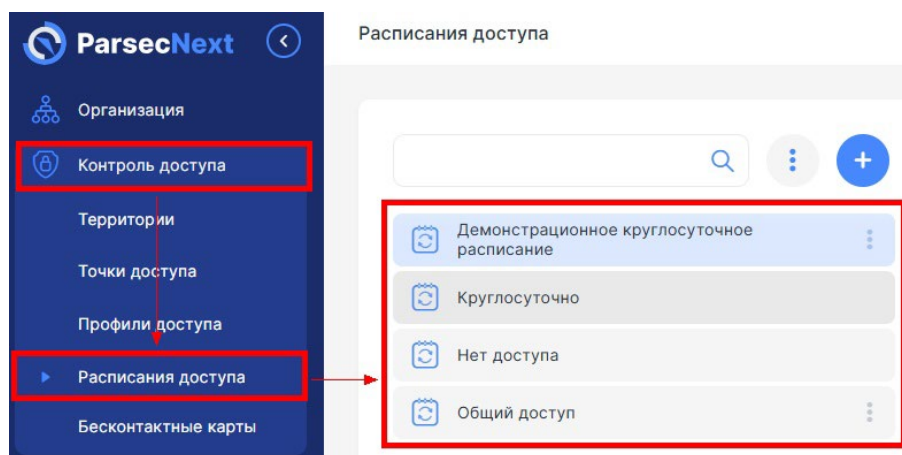 ParsecNext
Организация
Контроль доступа
Территории
Точки доступа
Профили доступа
Расписания доступа
Бесконтактные карты
Расписания доступа
Демонстрационное круглосуточное
расписание
Круглосуточно
Нет доступа
Общий доступ